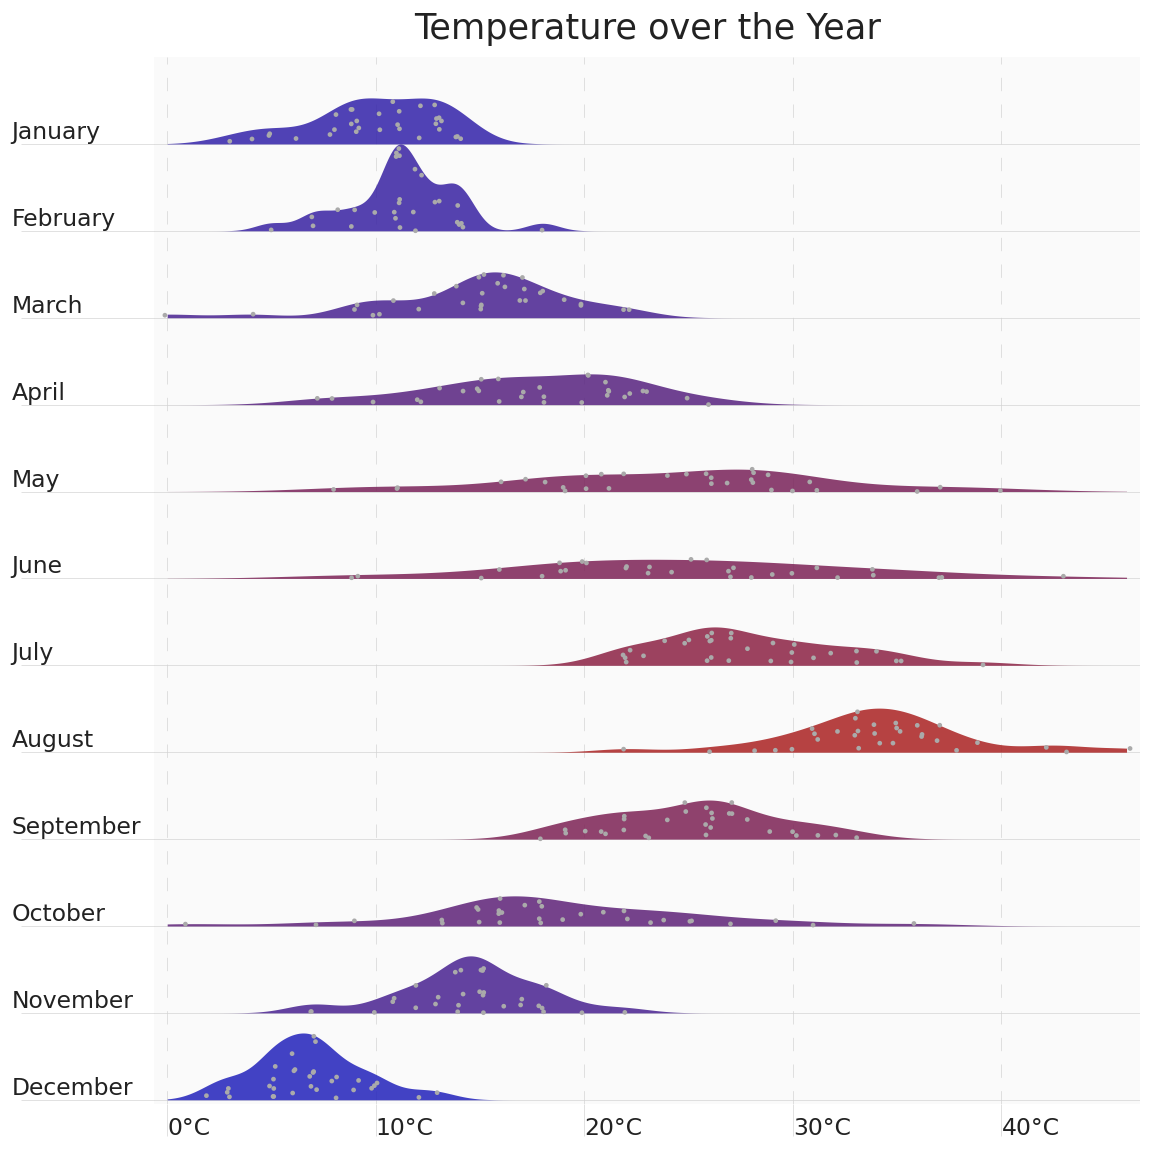 Temperature over the Year
January
February
March
April
May
June
July
August
September
October
November
December
0°C 10°C 20°C 30°C 40°C